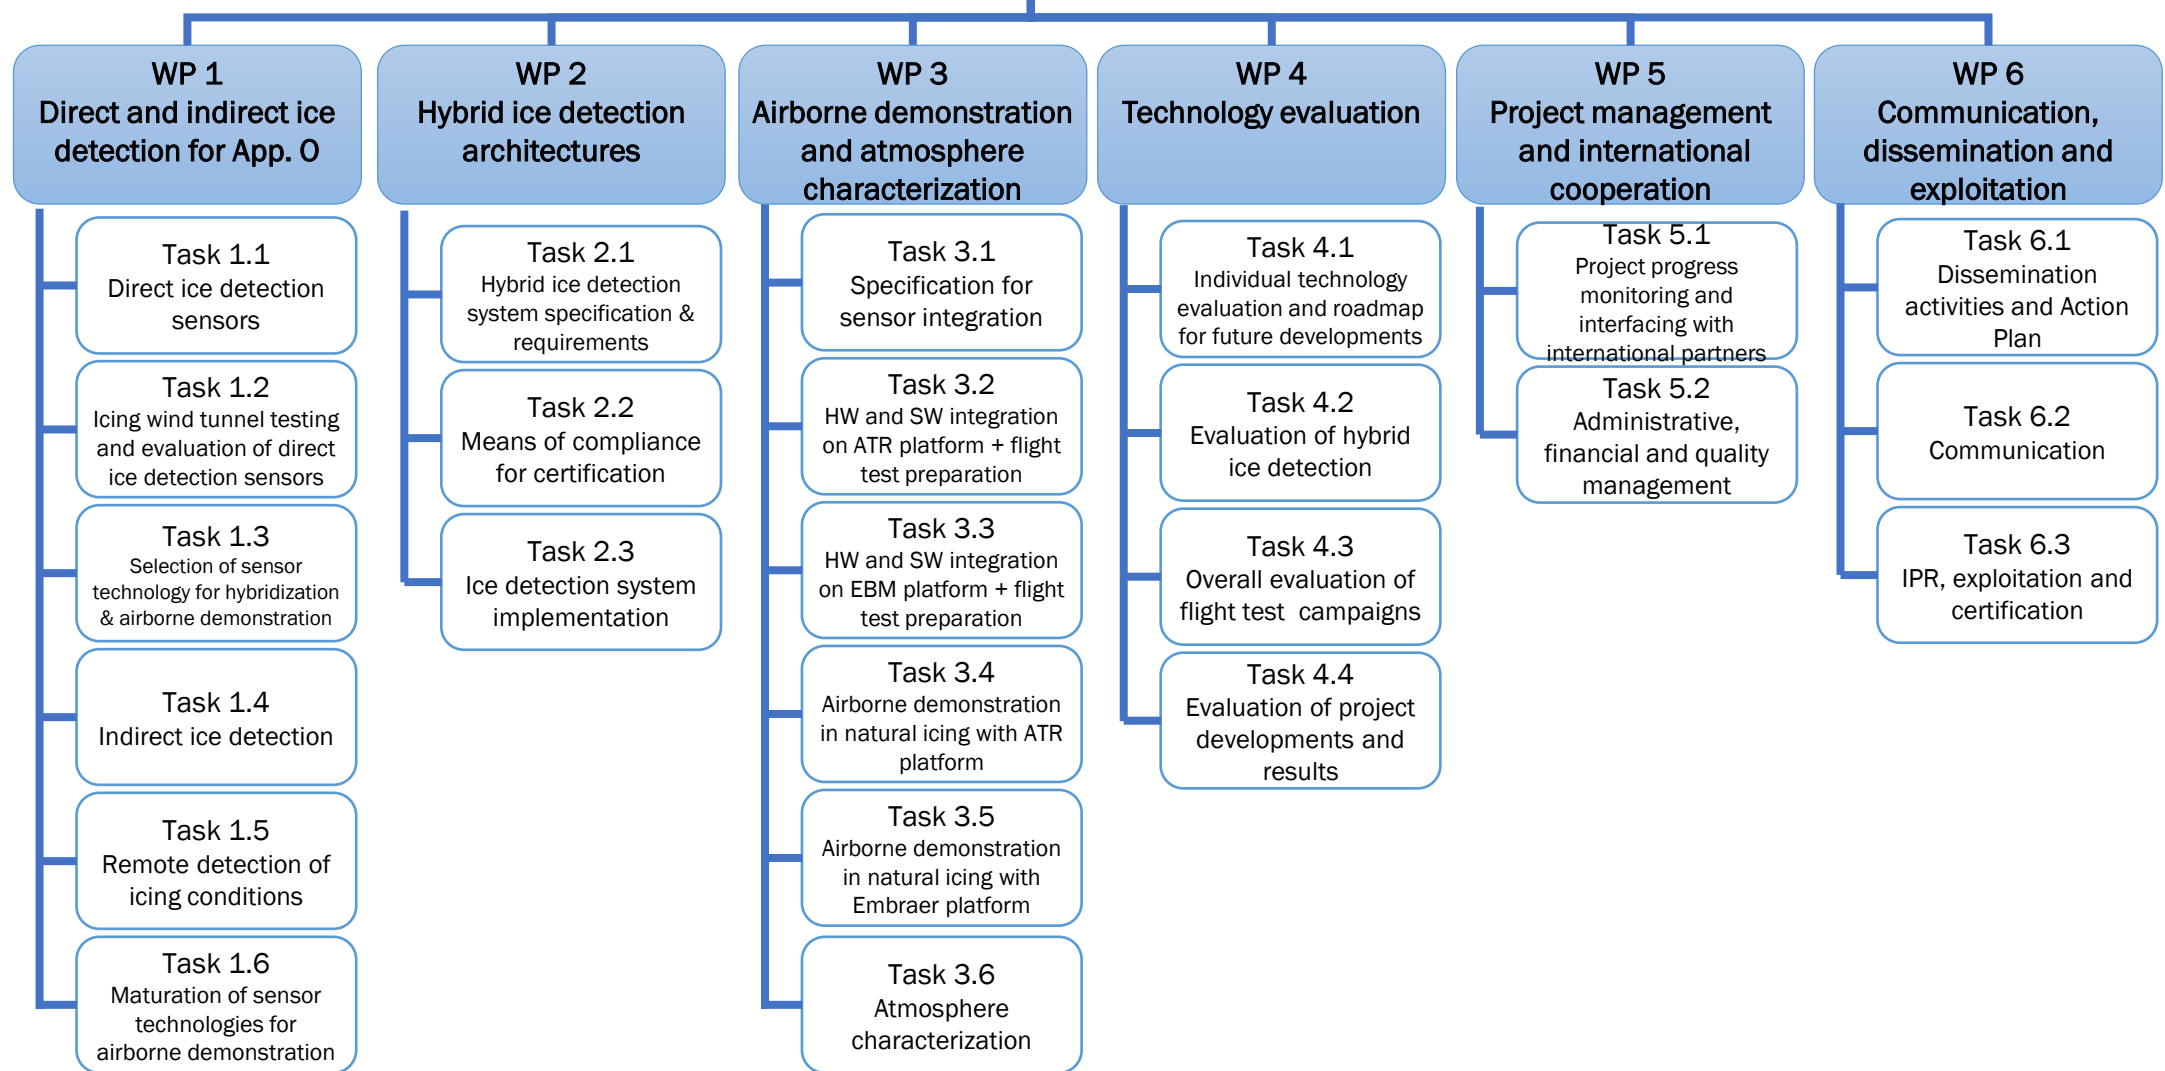 WP 1
Direct and indirect ice
detection for App. O
Task 1.1
Direct ice detection
sensors
Task 1.2
Icing wind tunnel testing
and evaluation of direct
ice detection sensors
Task 1.3
Selection of sensor
technology for hybridization
& airborne demonstration
Task 1.4
Indirect ice detection
Task 1.5
Remote detection of
icing conditions
Task 1.6
Maturation of sensor
technologies for
airborne demonstration
WP 2
Hybrid ice detection
architectures
Task 2.1
Hybrid ice detection
system specification &
requirements
Task 2.2
Means of compliance
for certification
Task 2.3
Ice detection system
implementation
WP 3
Airborne demonstration
and atmosphere
characterization
Task 3.1
Specification for
sensor integration
Task 3.2
HW and SW integration
on ATR platform + flight
test preparation
Task 3.3
HW and SW integration
on EBM platform + flight
test preparation
Task 3.4
Airborne demonstration
in natural icing with ATR
platform
Task 3.5
Airborne demonstration
in natural icing with
Embraer platform
Task 3.6
Atmosphere
characterization
WP 4
Technology evaluation
Task 4.1
Individual technology
evaluation and roadmap
for future developments
Task 4.2
Evaluation of hybrid
ice detection
Task 4.3
Overall evaluation of
flight test campaigns
Task 4.4
Evaluation of project
developments and
results
WP 5
Project management
and international
cooperation
Task 5.1
Project progress
monitoring and
interfacing with
international partners
Task 5.2
Administrative,
financial and quality
management
WP 6
Communication,
dissemination and
exploitation
Task 6.1
Dissemination
activities and Action
Plan
Task 6.2
Communication
Task 6.3
IPR, exploitation and
certification